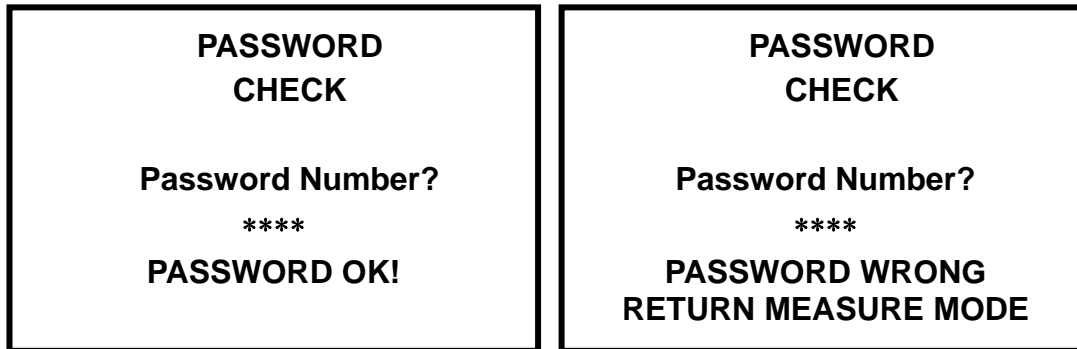 PASSWORD
CHECK
Password Number?
****
PASSWORD OK!
PASSWORD
CHECK
Password Number?
****
PASSWORD WRONG
RETURN MEASURE MODE